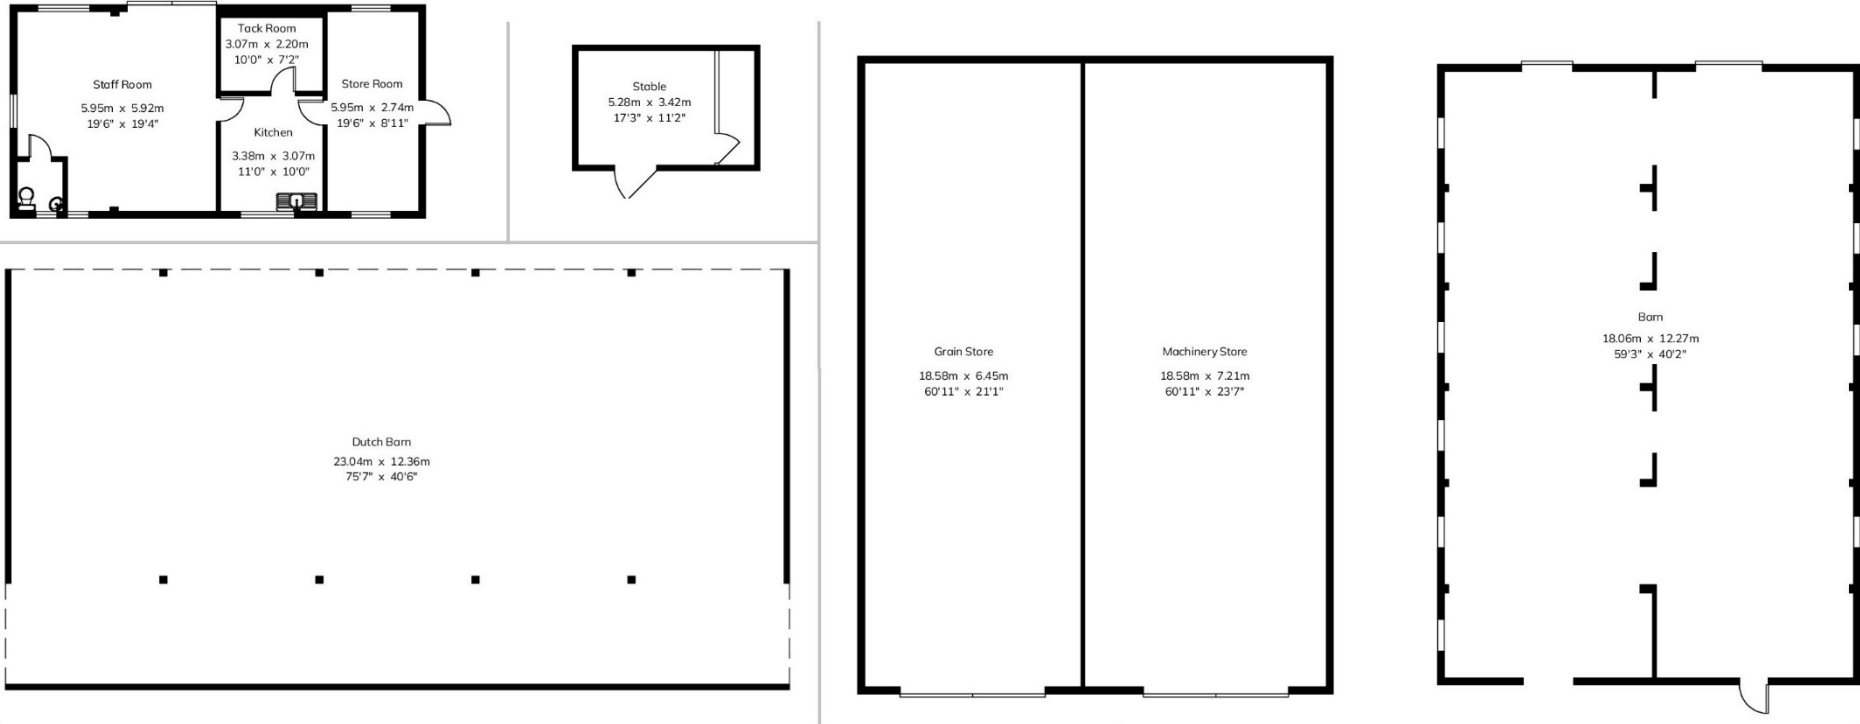 Tack Room
3.07m x 2.20m
10'0" x 7'2"
Staff Room
5.95m x 5.92m
19'6" x 19'4"
Store Room
5.95m x 2.74m
19'6" x 8'11"
Kitchen
3.38m x 3.07m
11'0" x 10'0"
Stable
5.28m x 3.42m
17'3" x 11'2"
Dutch Barn
23.04m x 12.36m
75'7" x 40'6"
Grain Store
18.58m x 6.45m
60'11" x 21'1"
Machinery Store
18.58m x 7.21m
60'11" x 23'7"
Barn
18.06m x 12.27m
59'3" x 40'2"